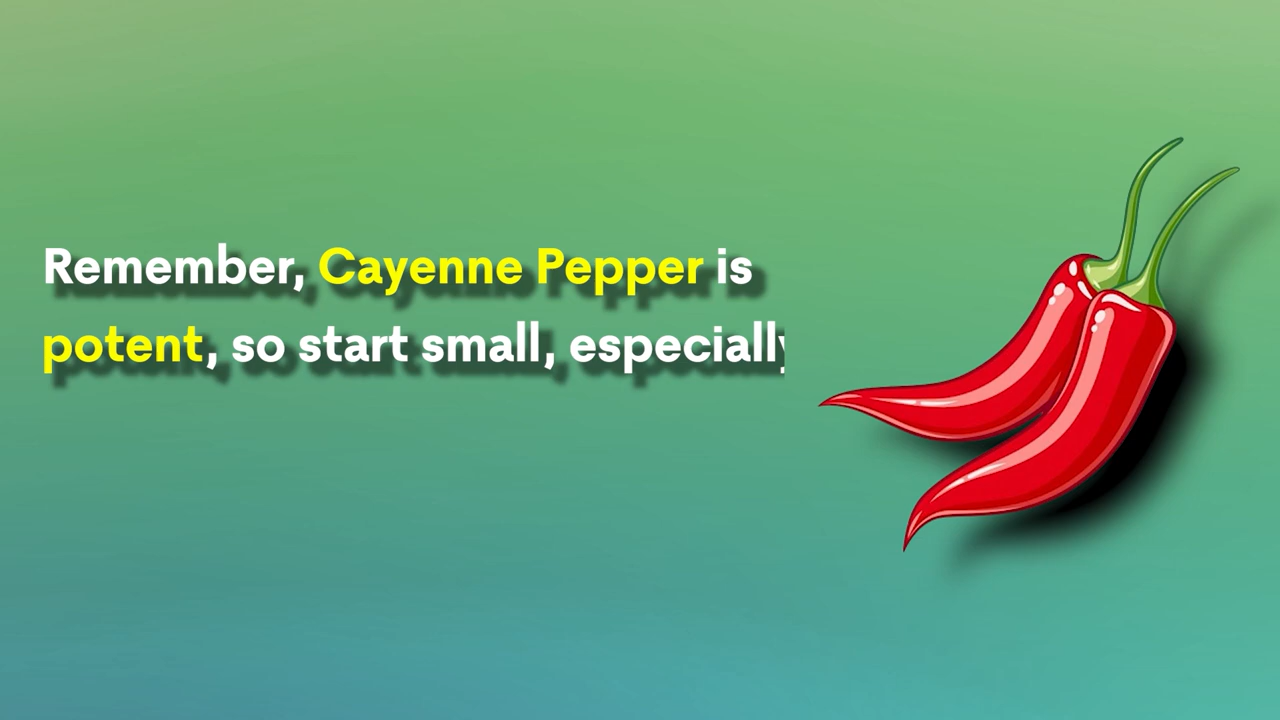 Remember, Cayenne Pepper is
potent, so start small, especially